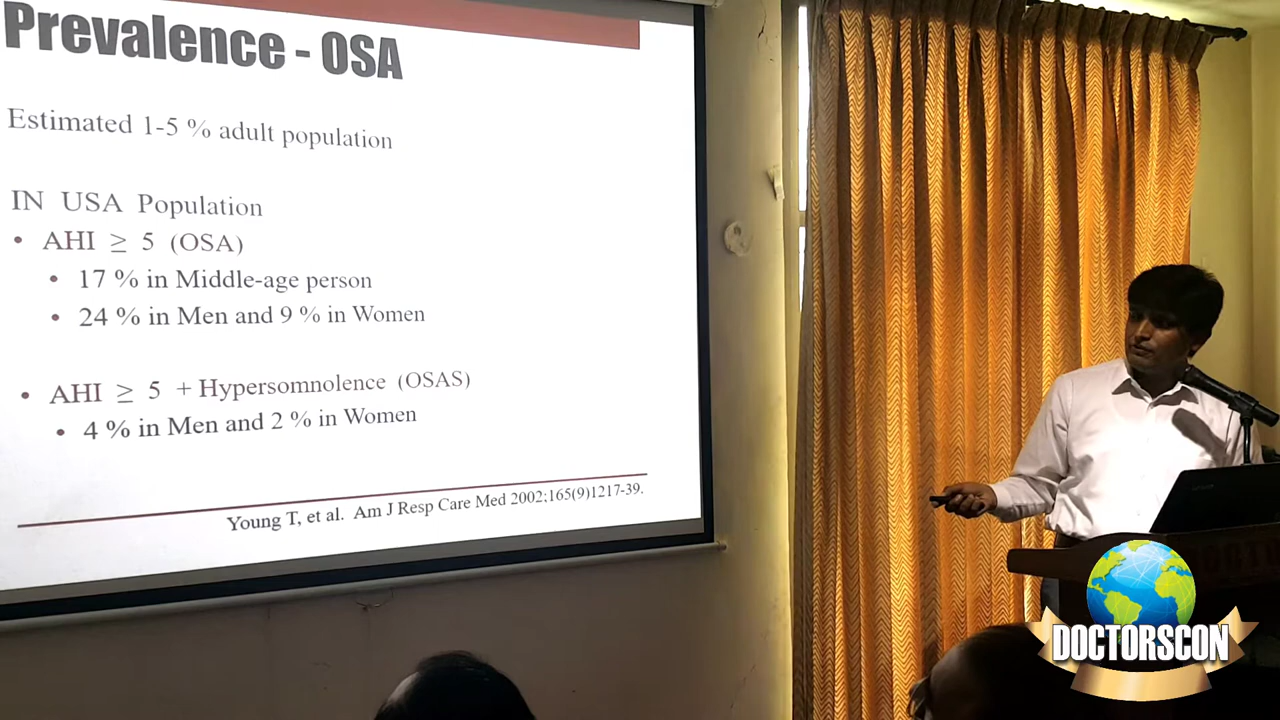 Prevalence - OSA
Estimated 1-5 % adult population
IN USA Population
• AHI ≥ 5 (OSA)
• 17 % in Middle-age person
• 24 % in Men and 9 % in Women
• AHI ≥ 5 + Hypersomnolence (OSAS)
• 4 % in Men and 2 % in Women
Young T, et al. Am J Resp Care Med 2002;165(9)1217-39.
DOCTORSCON